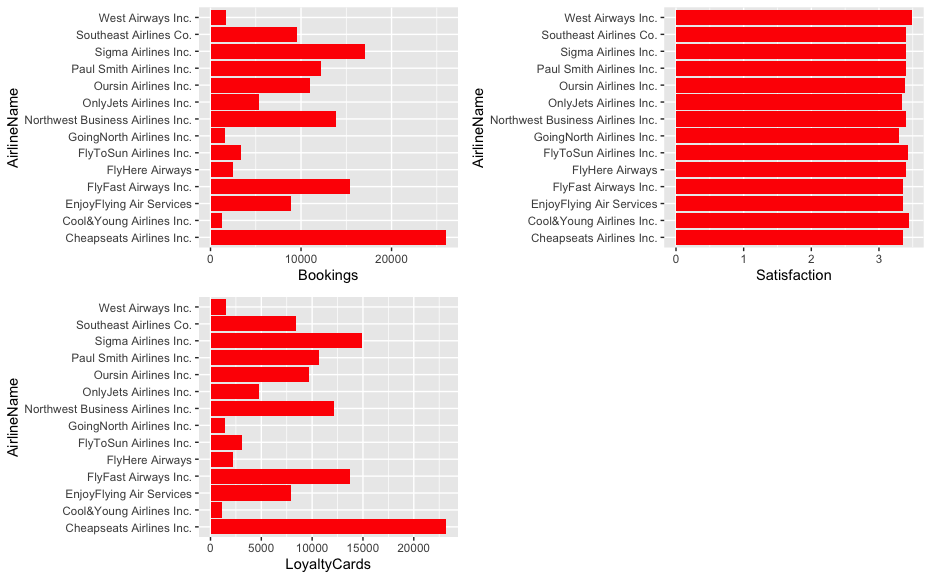 AirlineName
West Airways Inc.
Southeast Airlines Co.
Sigma Airlines Inc.
Paul Smith Airlines Inc.
Oursin Airlines Inc.
OnlyJets Airlines Inc.
Northwest Business Airlines Inc.
GoingNorth Airlines Inc.
FlyToSun Airlines Inc.
FlyHere Airways
FlyFast Airways Inc.
EnjoyFlying Air Services
Cool&Young Airlines Inc.
Cheapseats Airlines Inc.
0 10000 20000
Bookings
AirlineName
West Airways Inc.
Southeast Airlines Co.
Sigma Airlines Inc.
Paul Smith Airlines Inc.
Oursin Airlines Inc.
OnlyJets Airlines Inc.
Northwest Business Airlines Inc.
GoingNorth Airlines Inc.
FlyToSun Airlines Inc.
FlyHere Airways
FlyFast Airways Inc.
EnjoyFlying Air Services
Cool&Young Airlines Inc.
Cheapseats Airlines Inc.
0 1 2 3
Satisfaction
AirlineName
West Airways Inc.
Southeast Airlines Co.
Sigma Airlines Inc.
Paul Smith Airlines Inc.
Oursin Airlines Inc.
OnlyJets Airlines Inc.
Northwest Business Airlines Inc.
GoingNorth Airlines Inc.
FlyToSun Airlines Inc.
FlyHere Airways
FlyFast Airways Inc.
EnjoyFlying Air Services
Cool&Young Airlines Inc.
Cheapseats Airlines Inc.
0 5000 10000 15000 20000
LoyaltyCards